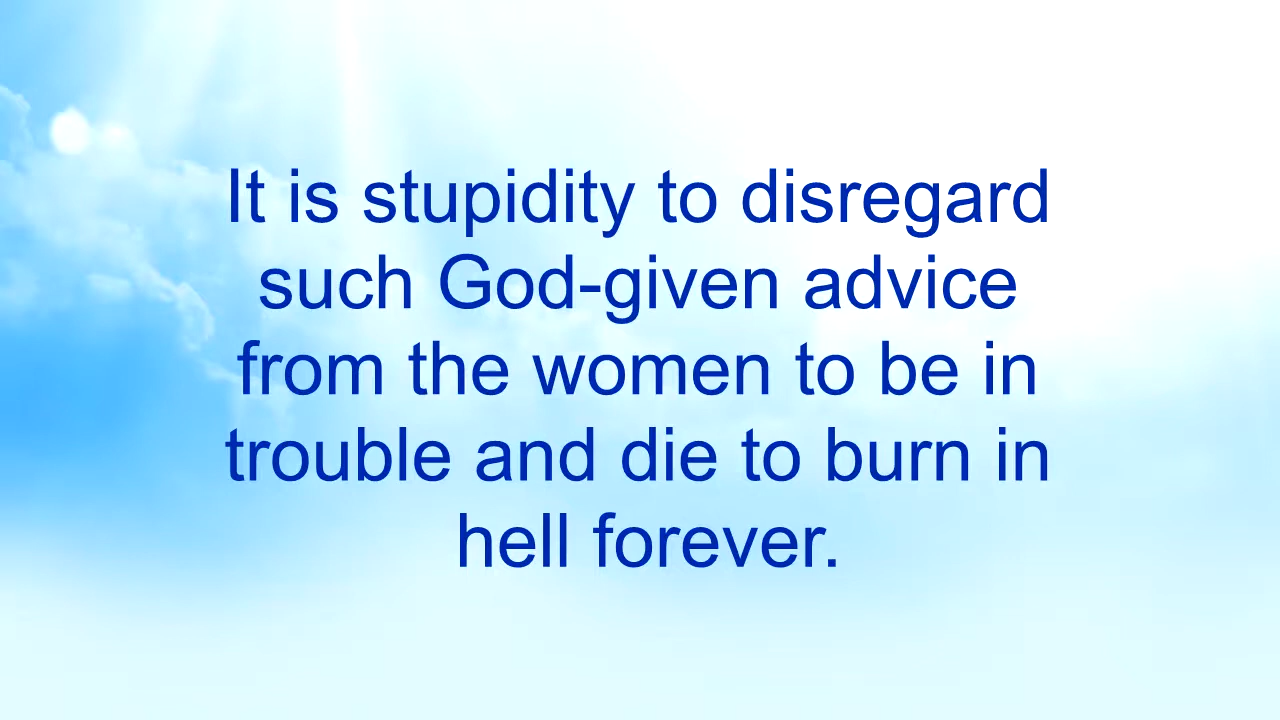 It is stupidity to disregard
such God-given advice
from the women to be in
trouble and die to burn in
hell forever.